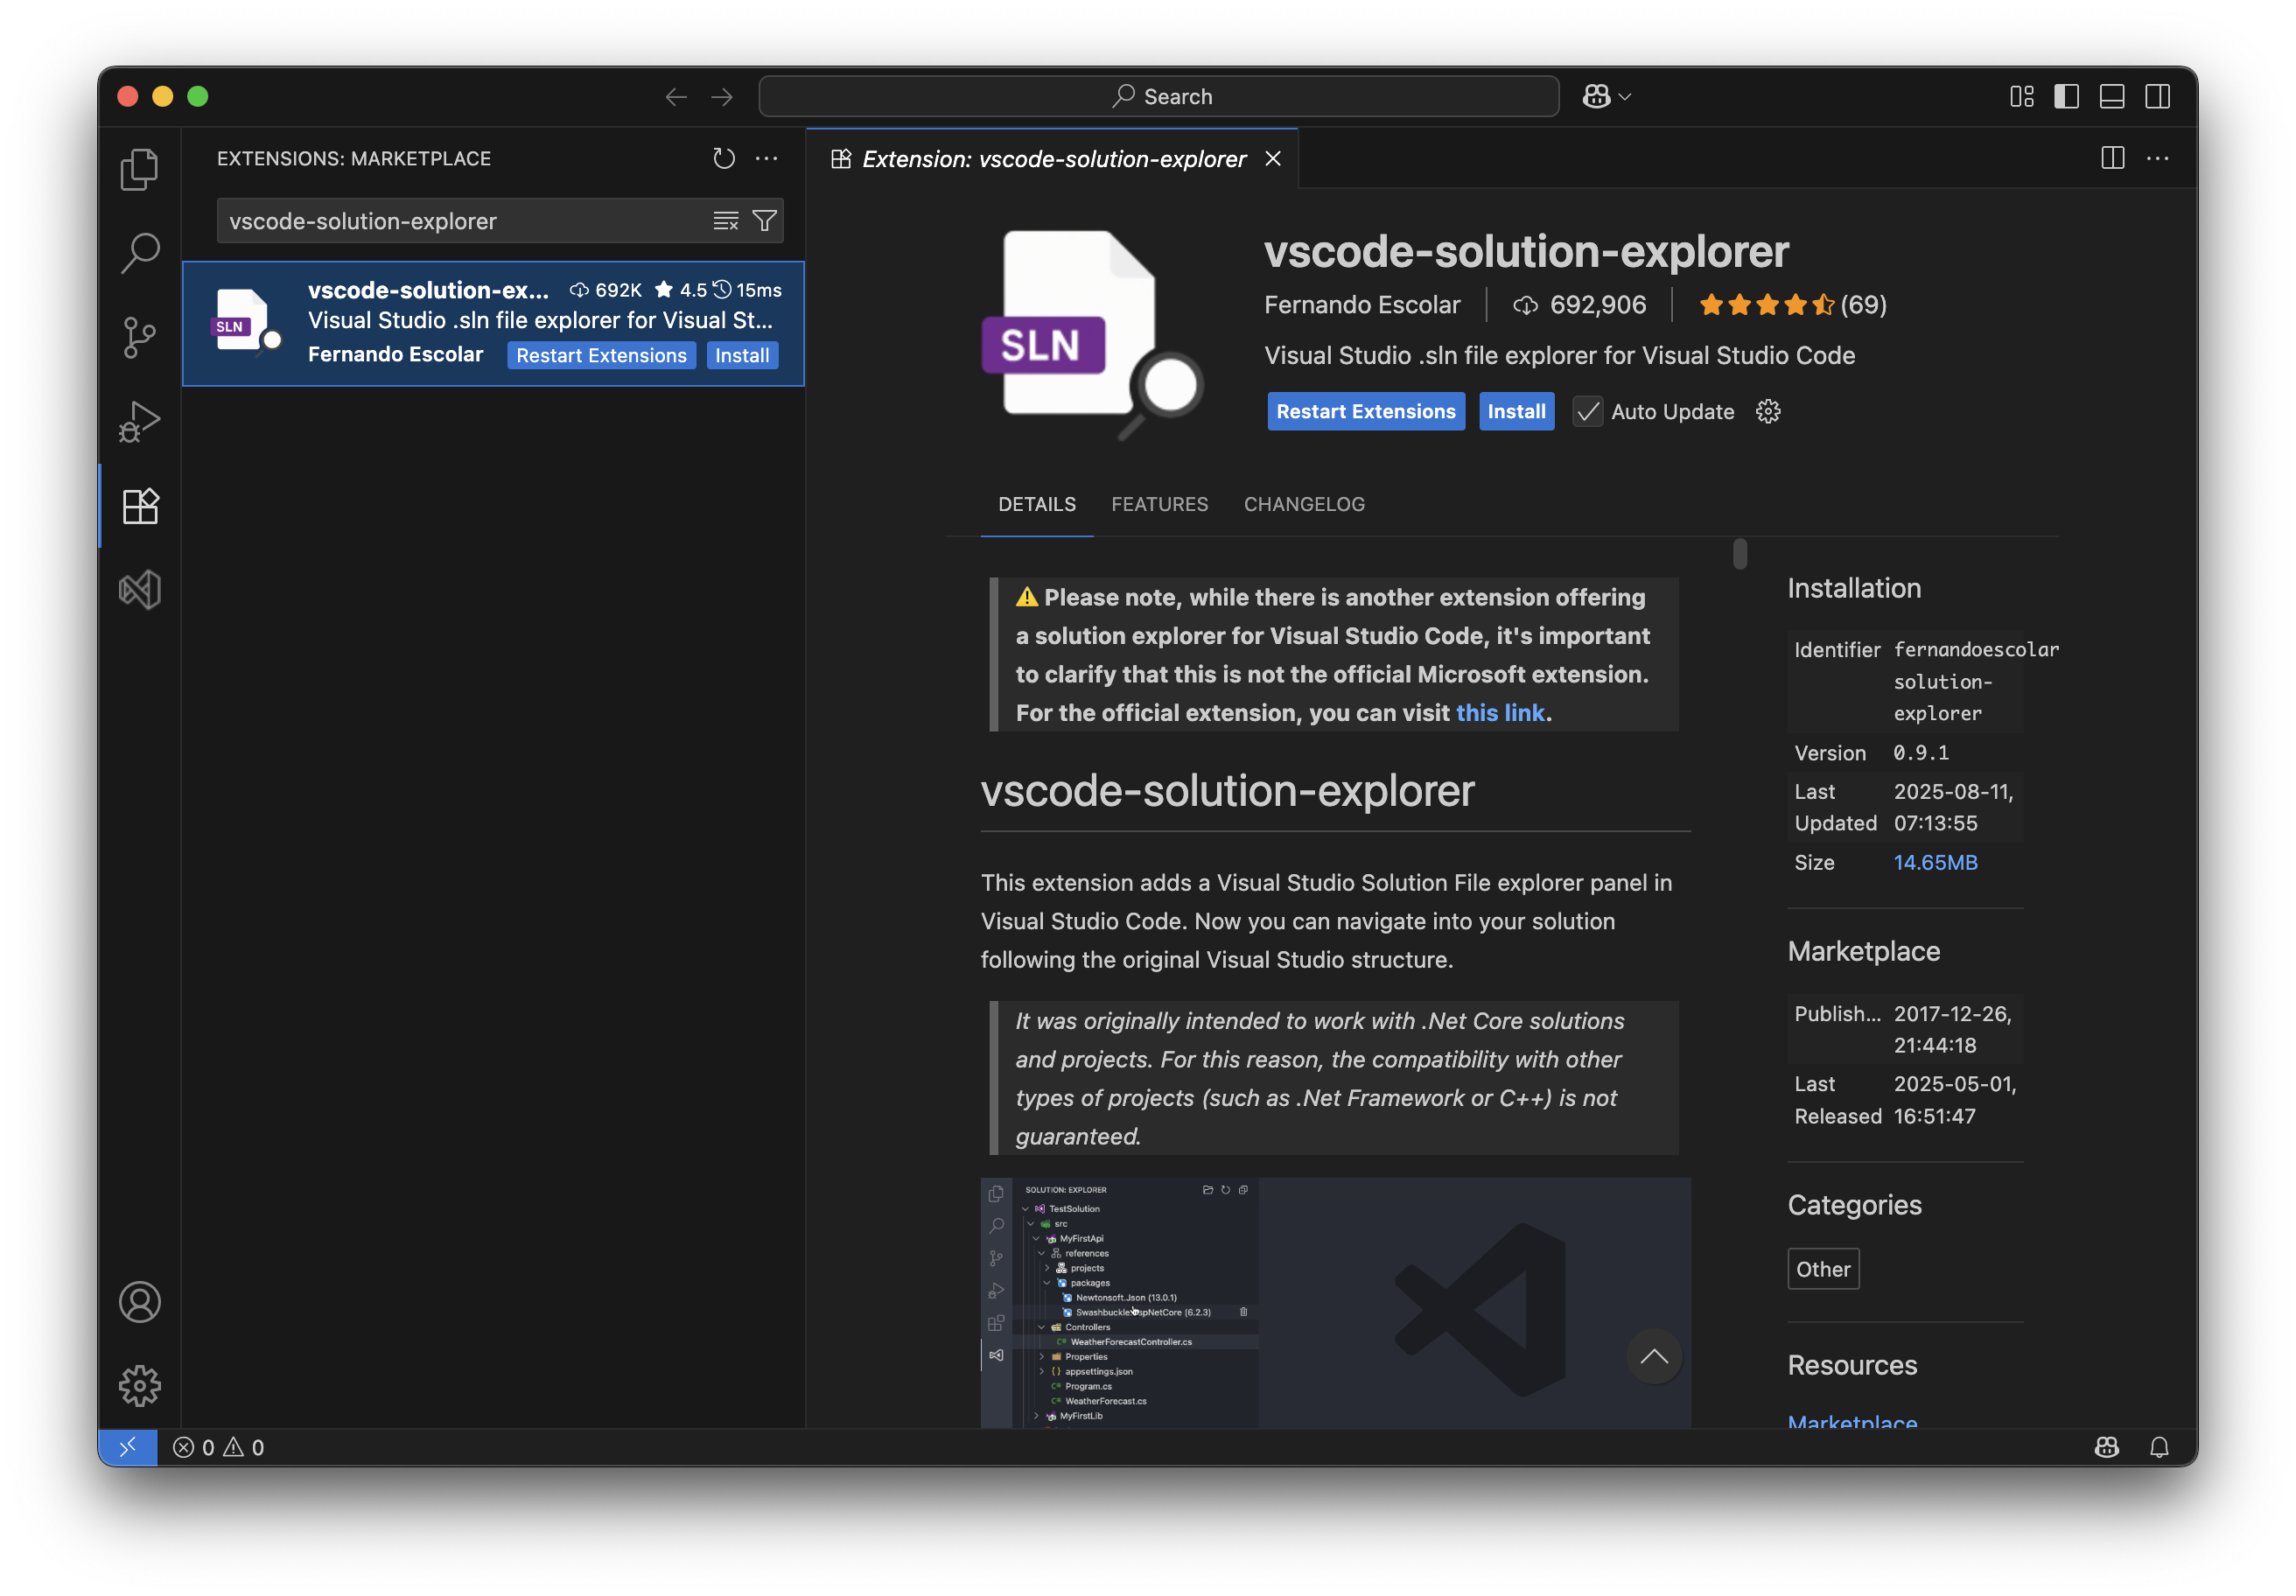 Search
EXTENSIONS: MARKETPLACE
vscode-solution-explorer
vscode-solution-ex... 692K 4.5 15ms
SLN
Visual Studio .sln file explorer for Visual St...
Fernando Escolar Restart Extensions Install
Extension: vscode-solution-explorer
SLN
vscode-solution-explorer
Fernando Escolar 692,906 (69)
Visual Studio .sln file explorer for Visual Studio Code
Restart Extensions Install Auto Update
DETAILS FEATURES CHANGELOG
⚠ Please note, while there is another extension offering
a solution explorer for Visual Studio Code, it's important
to clarify that this is not the official Microsoft extension.
For the official extension, you can visit this link.
vscode-solution-explorer
This extension adds a Visual Studio Solution File explorer panel in
Visual Studio Code. Now you can navigate into your solution
following the original Visual Studio structure.
It was originally intended to work with .Net Core solutions
and projects. For this reason, the compatibility with other
types of projects (such as .Net Framework or C++) is not
guaranteed.
SOLUTION: EXPLORER
TestSolution
src
MyFirstApi
references
projects
packages
Newtonsoft.Json (13.0.1)
(6.2.3)
Controllers
C# WeatherForecastController.cs
Properties
{} appsettings.json
C# Program.cs
C# WeatherForecast.cs
MyFirstLib
Installation
Identifier fernandoescolar
solution-
explorer
Version 0.9.1
Last 2025-08-11,
Updated 07:13:55
Size 14.65MB
Marketplace
Publish... 2017-12-26,
21:44:18
Last 2025-05-01,
Released 16:51:47
Categories
Other
Resources
Marketplace
0 0